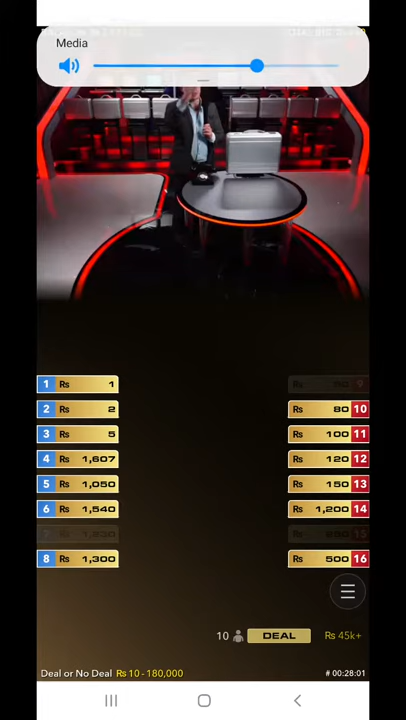 Media
1 Rs 1
2 Rs 2
3 Rs 5
4 Rs 1,607
5 Rs 1,050
6 Rs 1,540
8 Rs 1,300
9
Rs 80 10
Rs 100 11
Rs 120 12
Rs 150 13
Rs 1,200 14
15
Rs 500 16
10 DEAL Rs 45k+
Deal or No Deal Rs 10 - 180,000
# 00:28:01